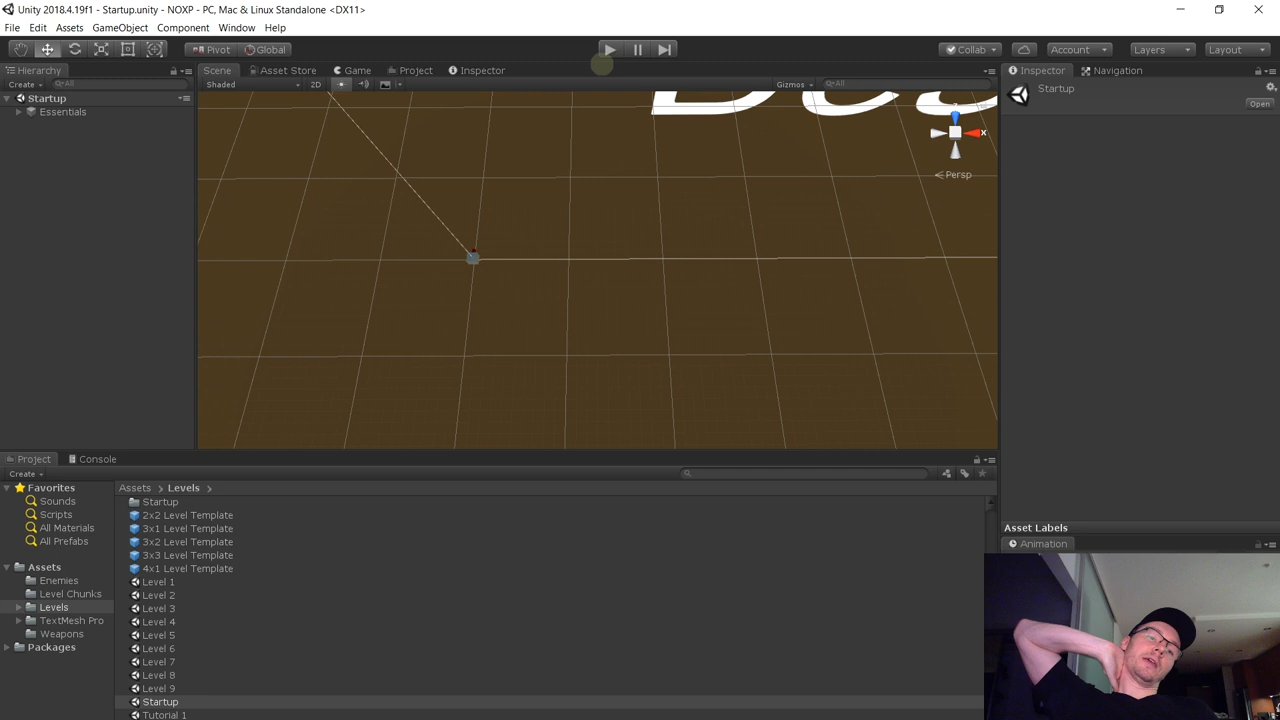 Unity 2018.4.19f1 - Startup.unity - NOXP - PC, Mac & Linux Standalone <DX11>
File Edit Assets GameObject Component Window Help
Pivot Global Collab Account Layers Layout
Hierarchy Scene Asset Store Game Project Inspector Inspector Navigation
Create All Shaded 2D Gizmos All
Startup
Essentials
Startup
Open
x
Persp
Project Console
Create
Favorites
Sounds
Scripts
All Materials
All Prefabs
Assets
Enemies
Level Chunks
Levels
TextMesh Pro
Weapons
Packages
Assets Levels
Startup
2x2 Level Template
3x1 Level Template
3x2 Level Template
3x3 Level Template
4x1 Level Template
Level 1
Level 2
Level 3
Level 4
Level 5
Level 6
Level 7
Level 8
Level 9
Startup
Tutorial 1
Asset Labels
Animation